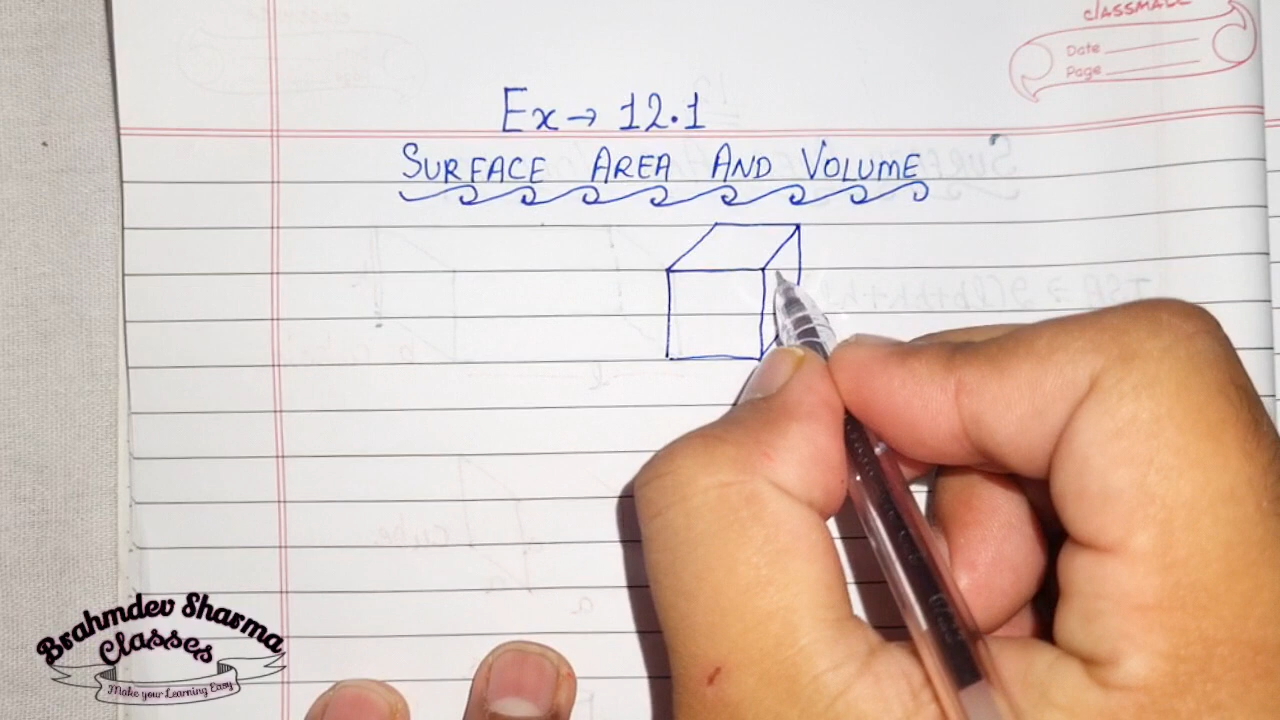 classmate
Date
Page
Ex → 12.1
SURFACE AREA AND VOLUME
Brahmdev Sharma
Classes
Make your Learning Easy